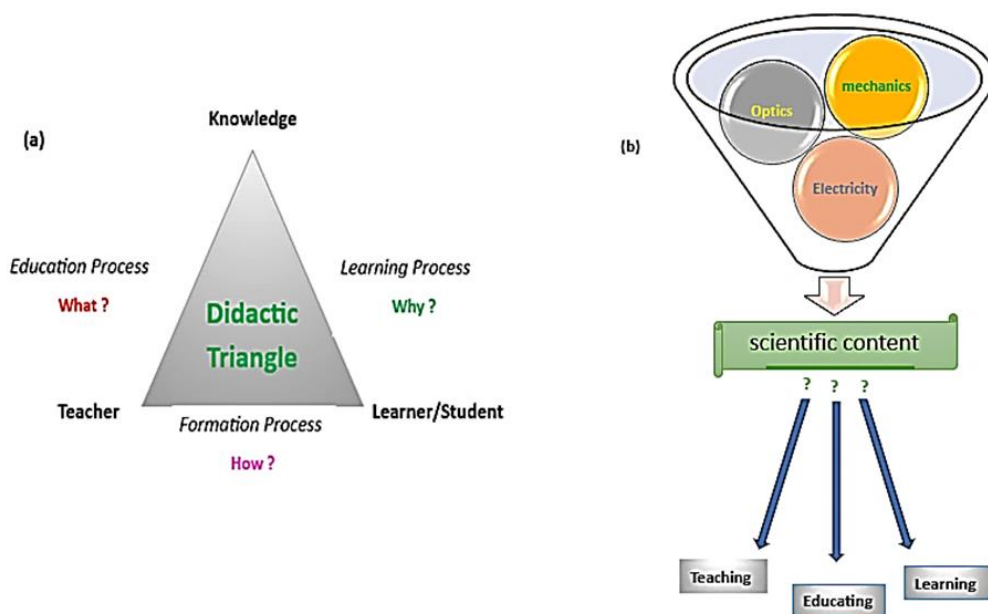 (a)
Knowledge
Education Process
What ?
Learning Process
Why ?
Didactic
Triangle
Teacher
Learner/Student
Formation Process
How ?
(b)
Optics
mechanics
Electricity
scientific content
? ? ?
Teaching
Educating
Learning